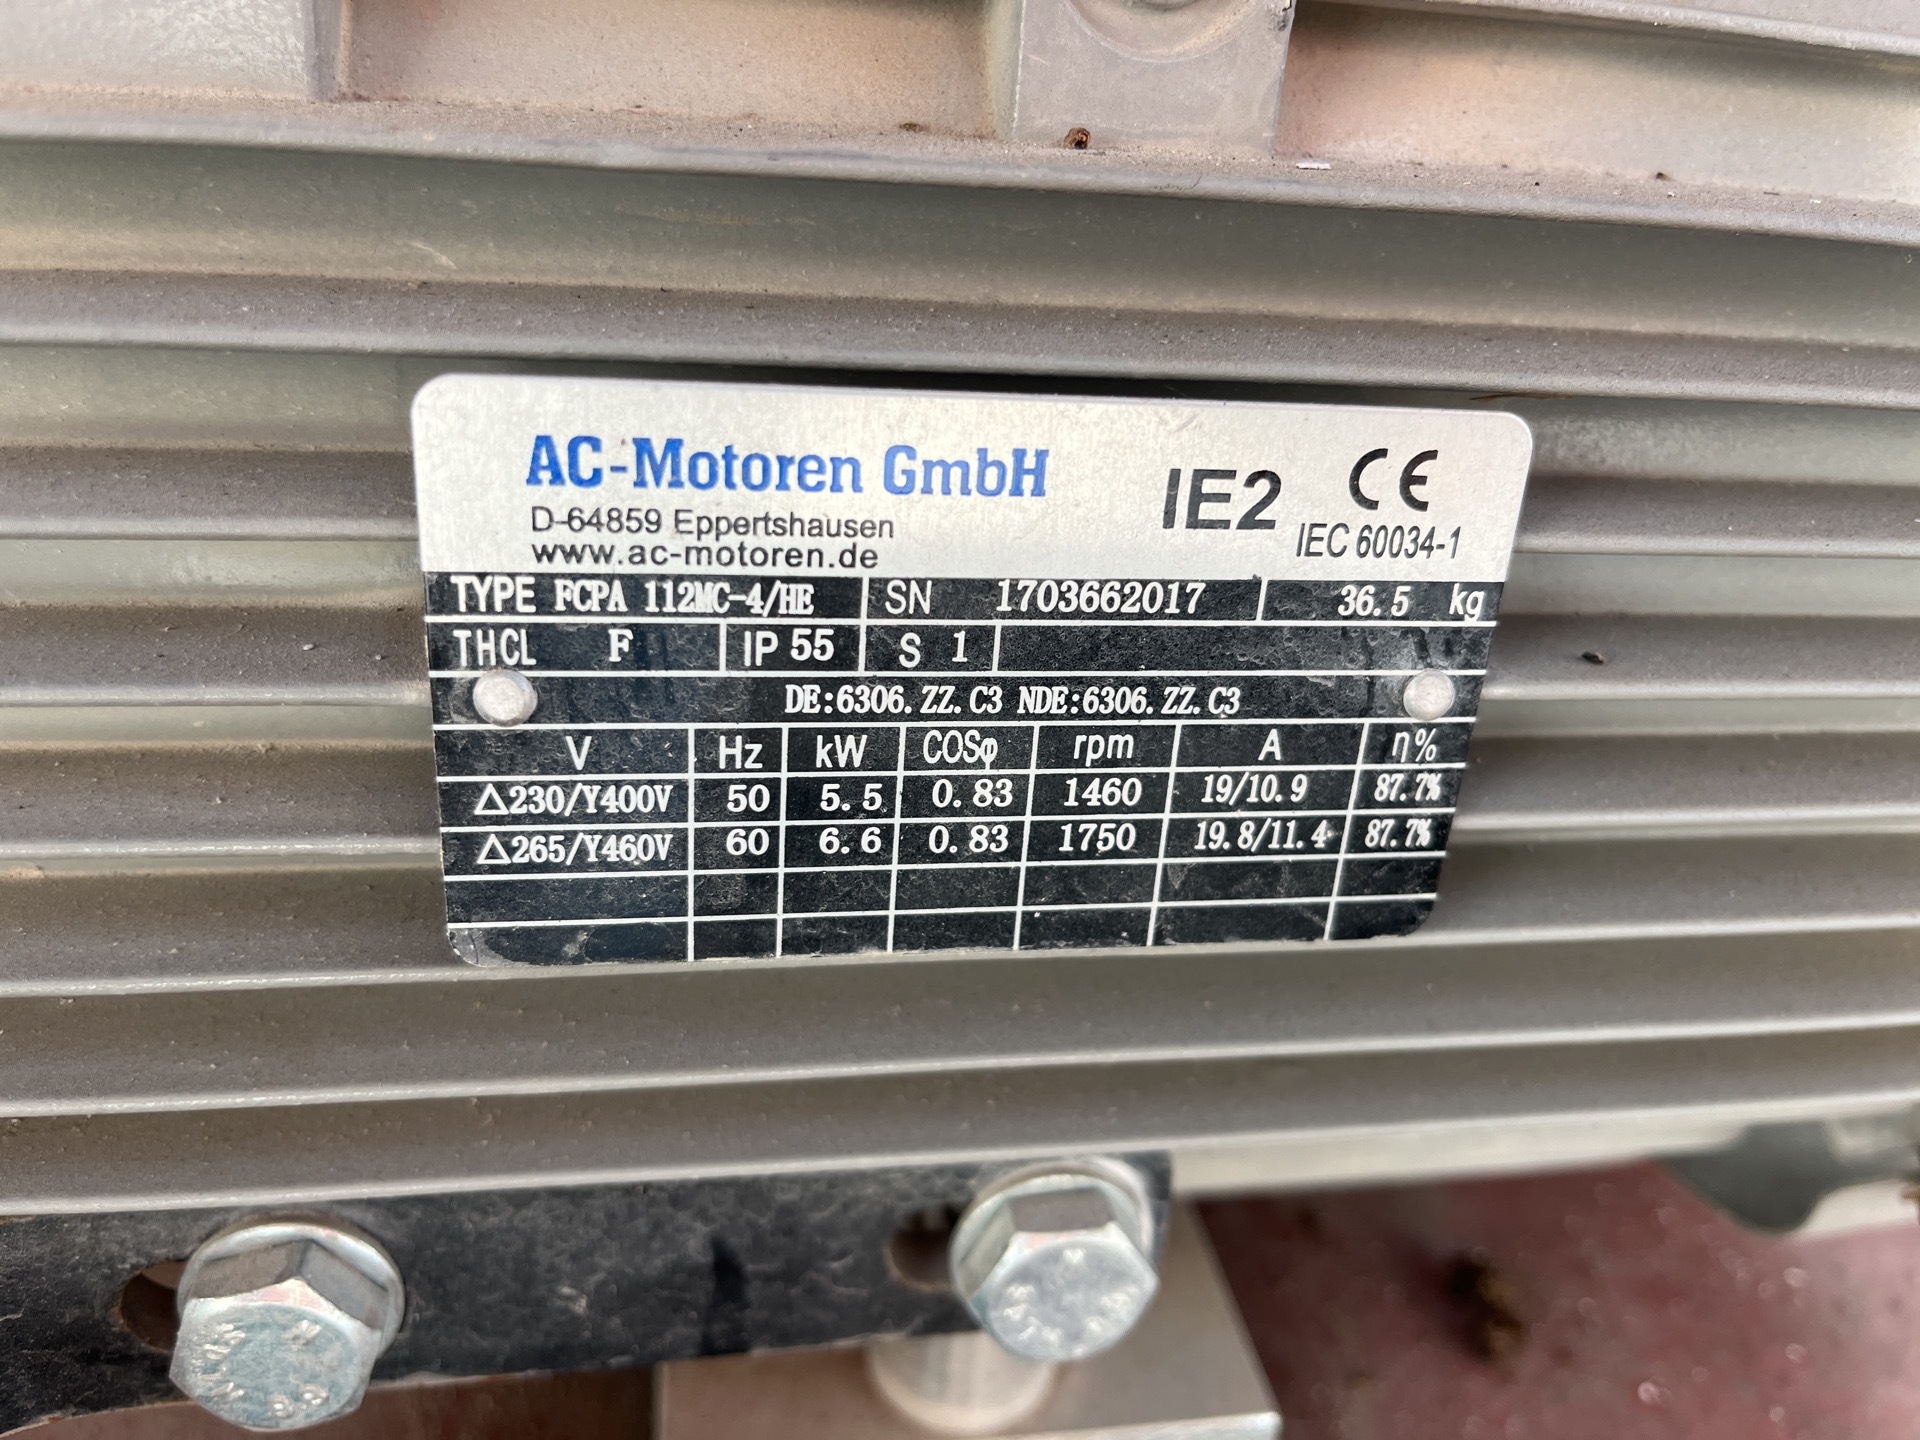 AC-Motoren GmbH
IE2 CE
D-64859 Eppertshausen
IEC 60034-1
www.ac-motoren.de
TYPE FCPA 112MC-4/HE SN 1703662017 36.5 kg
THCL F IP 55 S 1
DE:6306.ZZ.C3 NDE:6306.ZZ.C3
V Hz kW COSφ rpm A η%
△230/Y400V 50 5.5 0.83 1460 19/10.9 87.7%
△265/Y460V 60 6.6 0.83 1750 19.8/11.4 87.7%